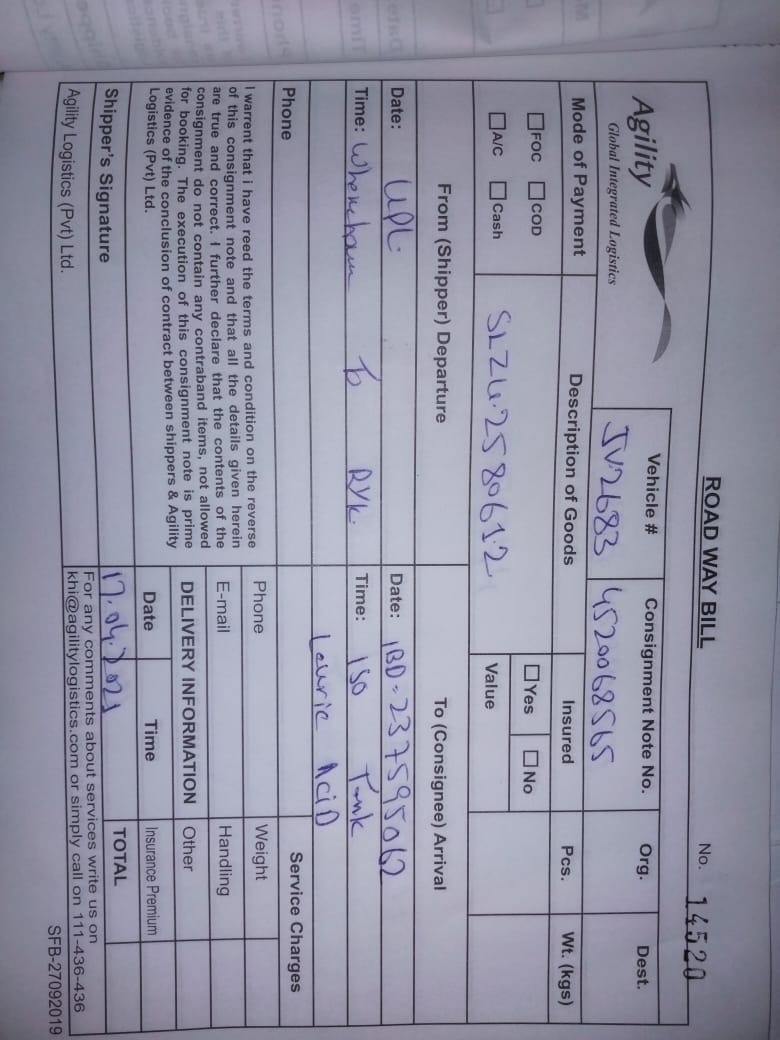 ROAD WAY BILL
No. 14520
Agility
Global Integrated Logistics
Vehicle #
JV.2683
Consignment Note No.
4520068565
Org.
Dest.
Mode of Payment
FOC COD
A/C Cash
Description of Goods
SLZU.2580612
Insured
Yes No
Value
Pcs.
Wt. (kgs)
From (Shipper) Departure
Date: UPL
Time: To RYK
Phone
To (Consignee) Arrival
Date: IBD-237595062
Time: ISO Tank
Lauric AciD
Service Charges
Phone
E-mail
Weight
Handling
Other
Insurance Premium
TOTAL
DELIVERY INFORMATION
Date Time
17.04.2021
I warrent that i have reed the terms and condition on the reverse
of this consignment note and that all the details given herein
are true and correct. I further declare that the contents of the
consignment do not contain any contraband items, not allowed
for booking. The execution of this consignment note is prime
evidence of the conclusion of contract between shippers & Agility
Logistics (Pvt) Ltd.
Shipper's Signature
Agility Logistics (Pvt) Ltd.
For any comments about services write us on
khi@agilitylogistics.com or simply call on 111-436-436
SFB-27092019